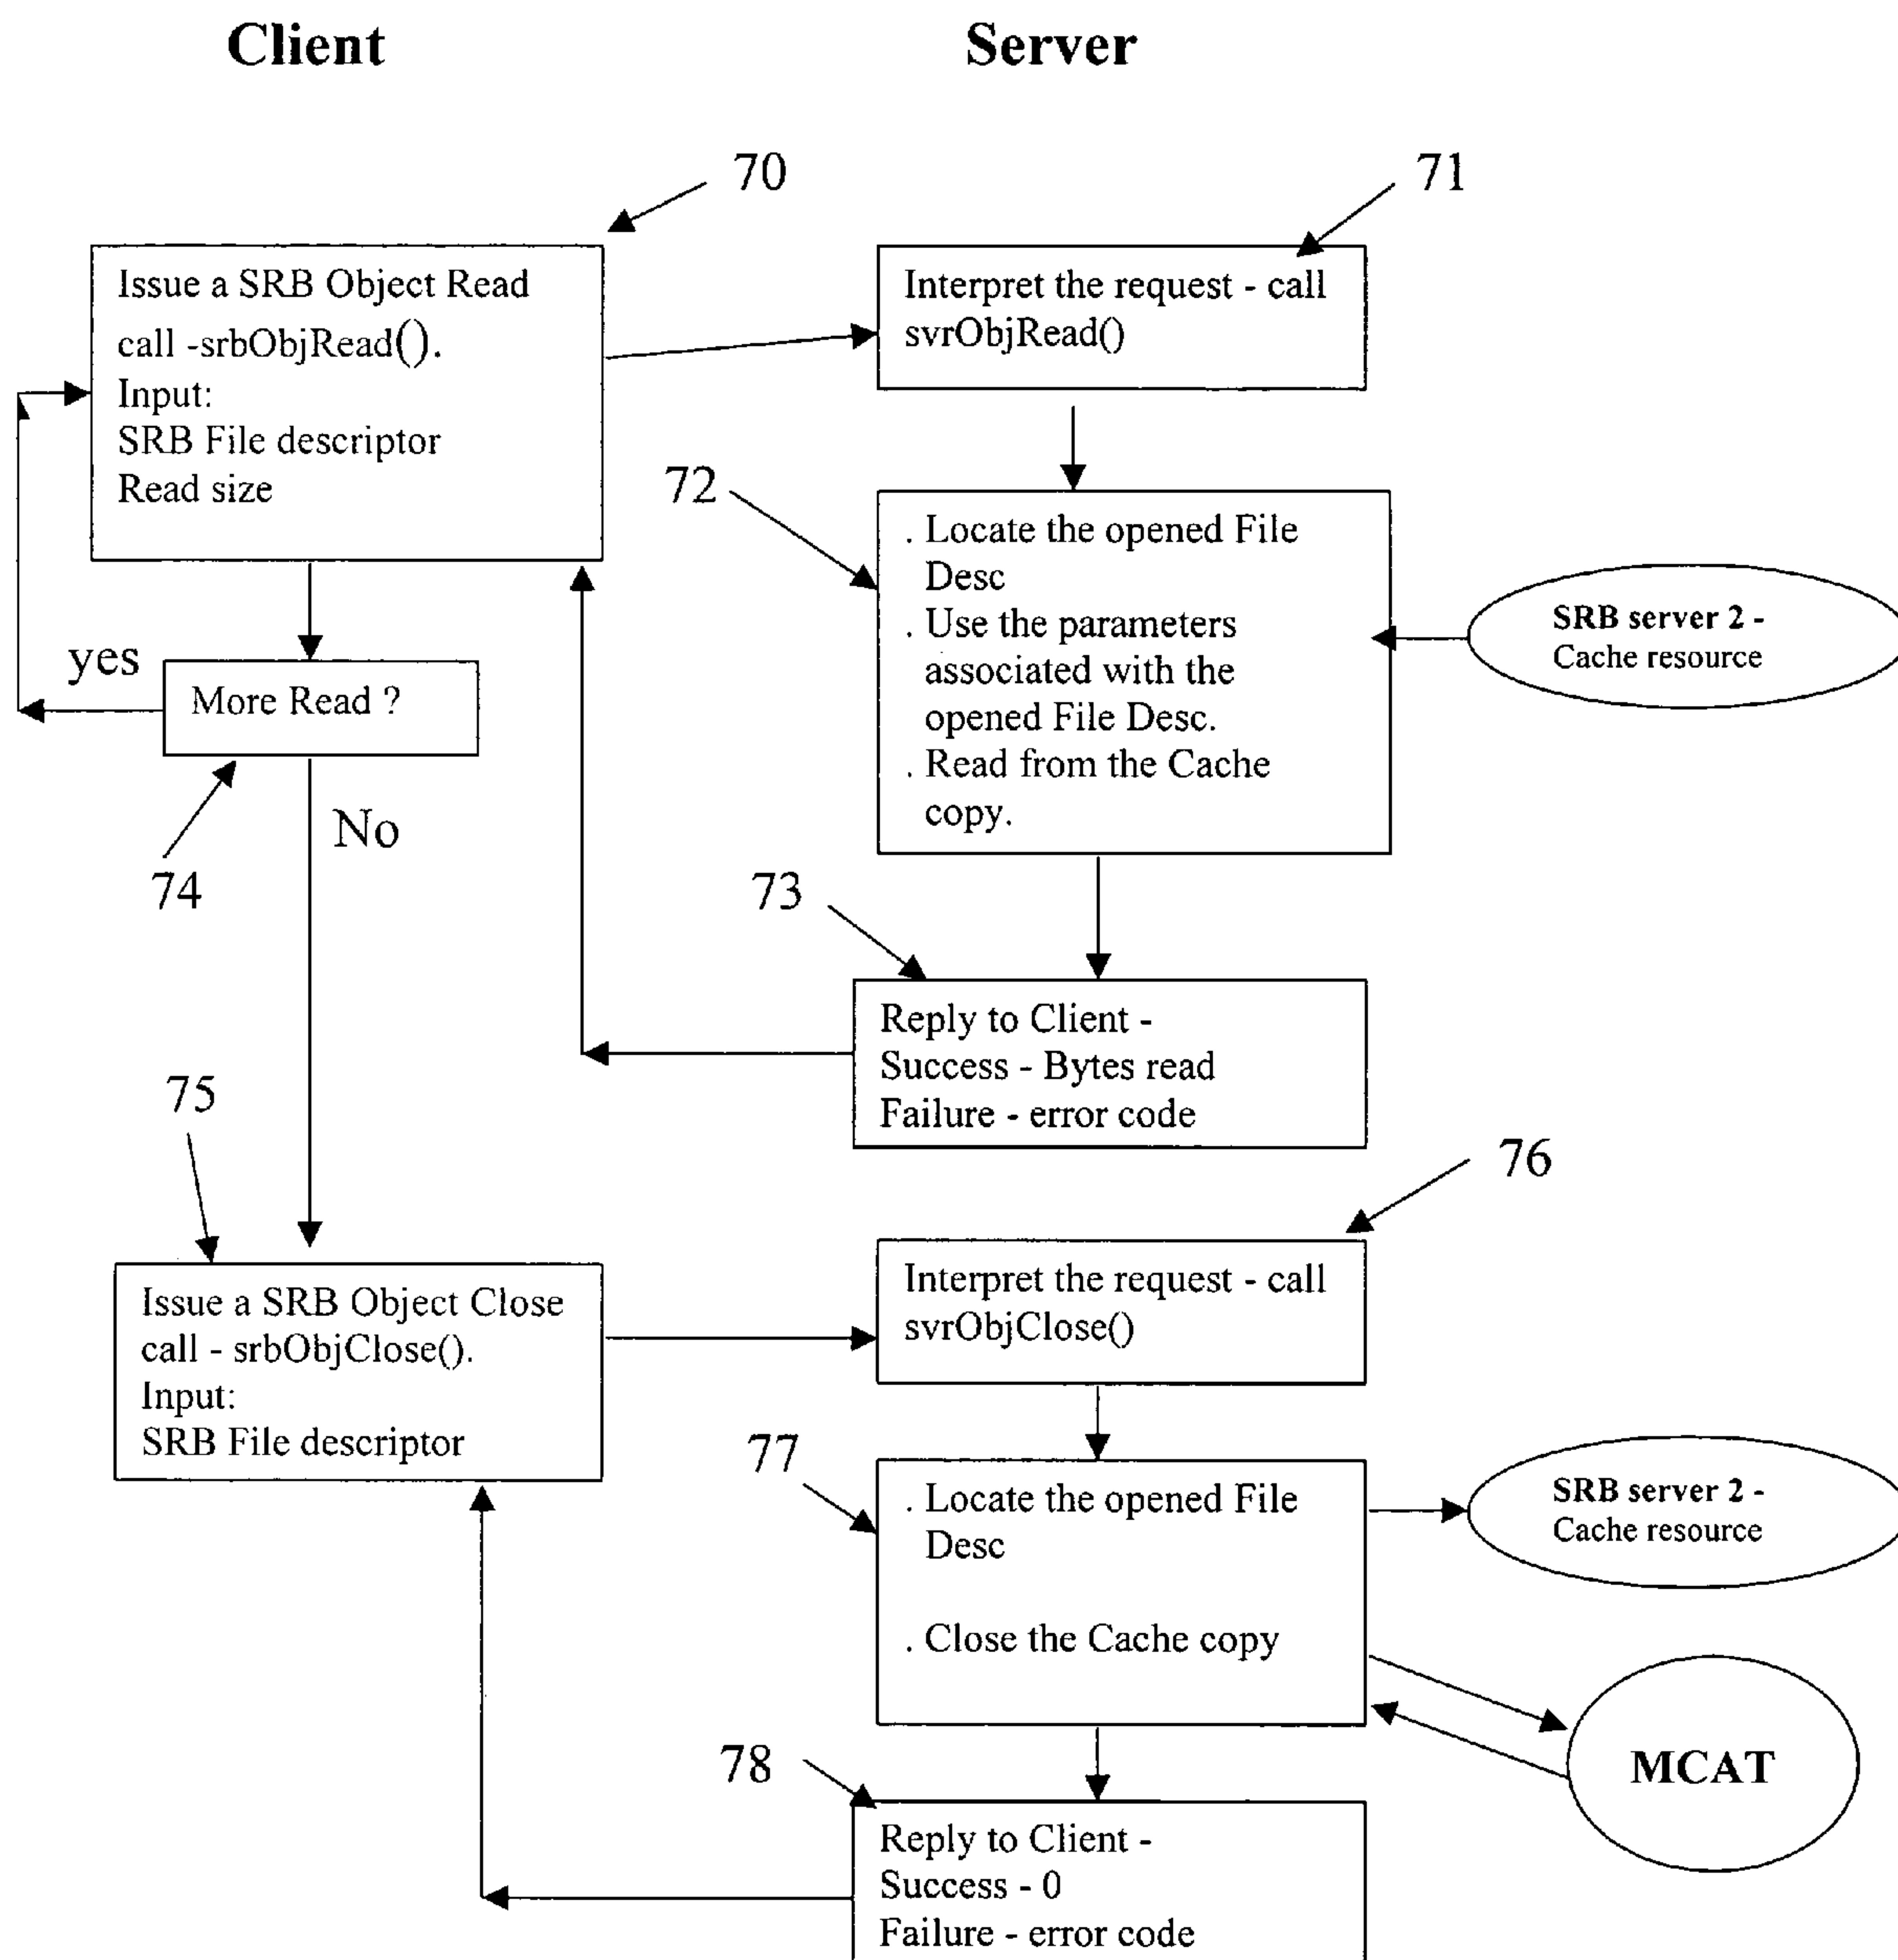 Client
Server
70
71
Issue a SRB Object Read
call -srbObjRead().
Input:
SRB File descriptor
Read size
Interpret the request - call
svrObjRead()
72
. Locate the opened File
Desc
. Use the parameters
associated with the
opened File Desc.
. Read from the Cache
copy.
SRB server 2 -
Cache resource
yes
More Read ?
No
74
73
Reply to Client -
Success - Bytes read
Failure - error code
75
76
Issue a SRB Object Close
call - srbObjClose().
Input:
SRB File descriptor
Interpret the request - call
svrObjClose()
77
. Locate the opened File
Desc
. Close the Cache copy
SRB server 2 -
Cache resource
MCAT
78
Reply to Client -
Success - 0
Failure - error code